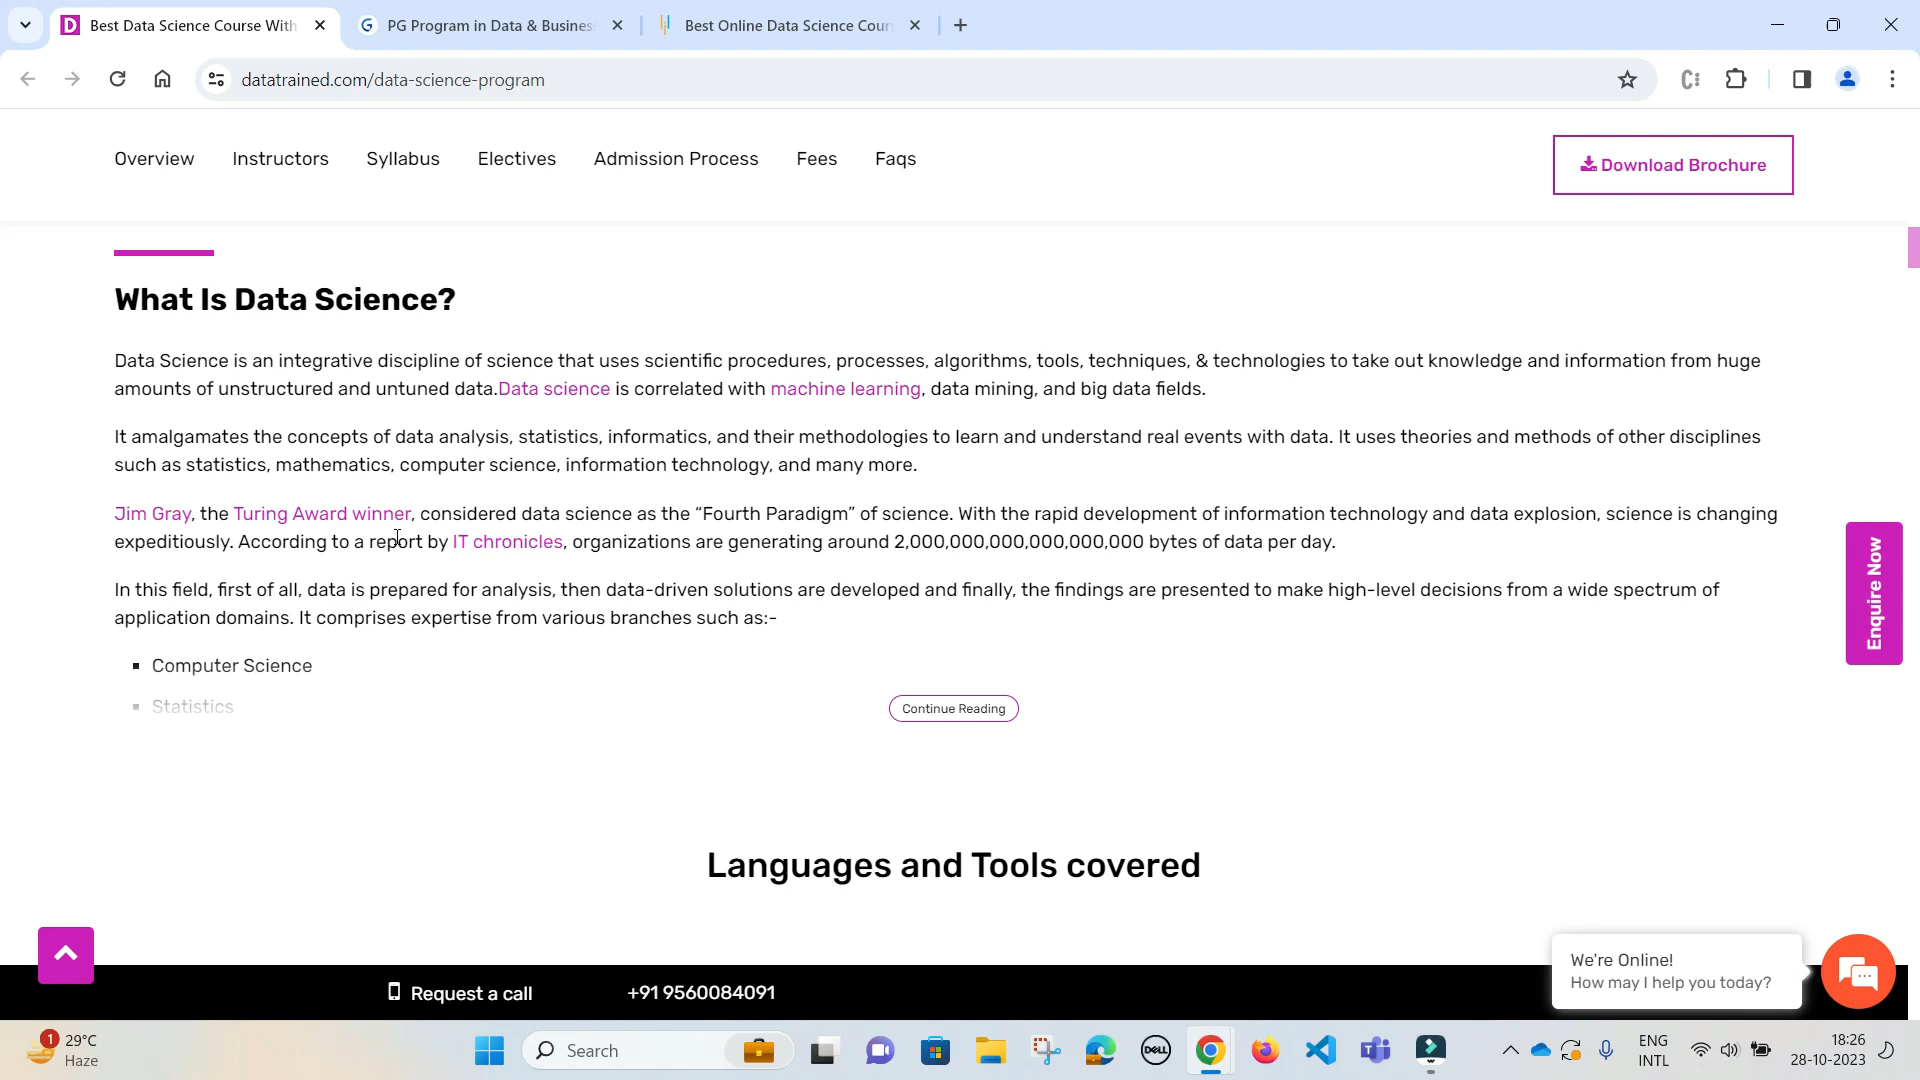 Best Data Science Course With
PG Program in Data & Busines
Best Online Data Science Cour
datatrained.com/data-science-program
Overview
Instructors
Syllabus
Electives
Admission Process
Fees
Faqs
Download Brochure
What Is Data Science?
Data Science is an integrative discipline of science that uses scientific procedures, processes, algorithms, tools, techniques, & technologies to take out knowledge and information from huge
amounts of unstructured and untuned data.Data science is correlated with machine learning, data mining, and big data fields.
It amalgamates the concepts of data analysis, statistics, informatics, and their methodologies to learn and understand real events with data. It uses theories and methods of other disciplines
such as statistics, mathematics, computer science, information technology, and many more.
Jim Gray, the Turing Award winner, considered data science as the “Fourth Paradigm” of science. With the rapid development of information technology and data explosion, science is changing
expeditiously. According to a report by IT chronicles, organizations are generating around 2,000,000,000,000,000,000 bytes of data per day.
In this field, first of all, data is prepared for analysis, then data-driven solutions are developed and finally, the findings are presented to make high-level decisions from a wide spectrum of
application domains. It comprises expertise from various branches such as:-
Computer Science
Statistics
Continue Reading
Enquire Now
Languages and Tools covered
We're Online!
How may I help you today?
Request a call
+91 9560084091
1
29°C
Haze
Search
DELL
ENG
INTL
18:26
28-10-2023